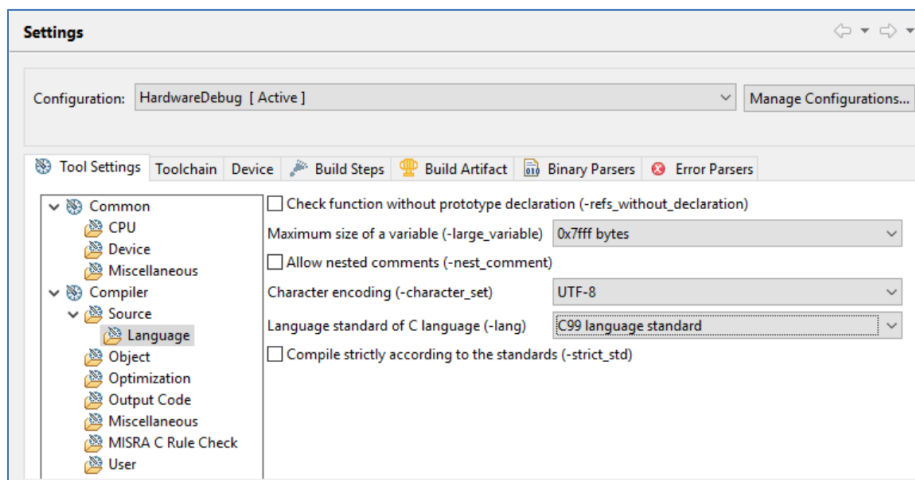 Settings
Configuration: HardwareDebug [ Active ] Manage Configurations...
Tool Settings Toolchain Device Build Steps Build Artifact Binary Parsers Error Parsers
Common
CPU
Device
Miscellaneous
Compiler
Source
Language
Object
Optimization
Output Code
Miscellaneous
MISRA C Rule Check
User
Check function without prototype declaration (-refs_without_declaration)
Maximum size of a variable (-large_variable) 0x7fff bytes
Allow nested comments (-nest_comment)
Character encoding (-character_set) UTF-8
Language standard of C language (-lang) C99 language standard
Compile strictly according to the standards (-strict_std)